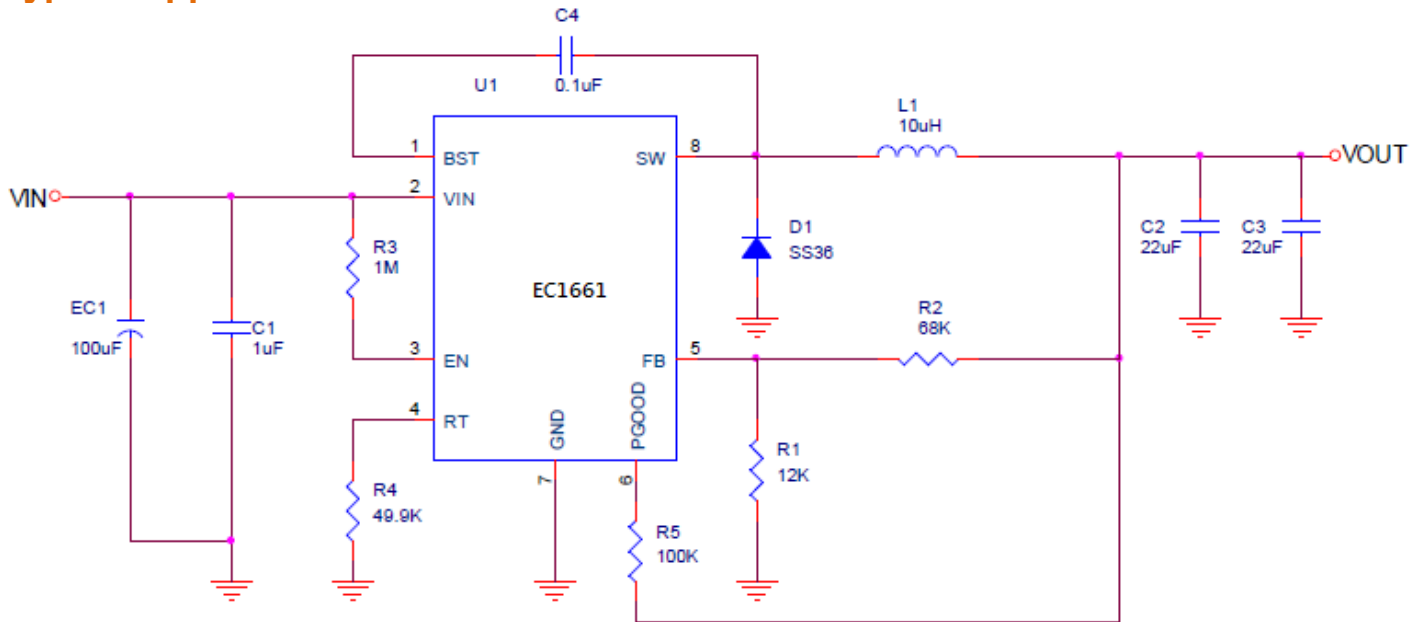 C4
0.1uF
U1
L1
10uH
1
BST
SW
8
VOUT
VIN
2
VIN
R3
1M
D1
SS36
C2
22uF
C3
22uF
EC1661
EC1
100uF
C1
1uF
R2
68K
3
EN
FB
5
4
RT
GND
PGOOD
7
6
R1
12K
R4
49.9K
R5
100K